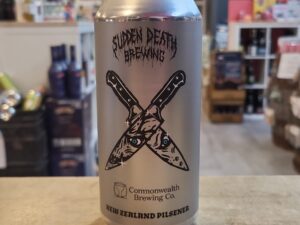 SUDDEN DEATH
BREWING
Commonwealth
Brewing Co.
NEW ZEALAND PILSENER